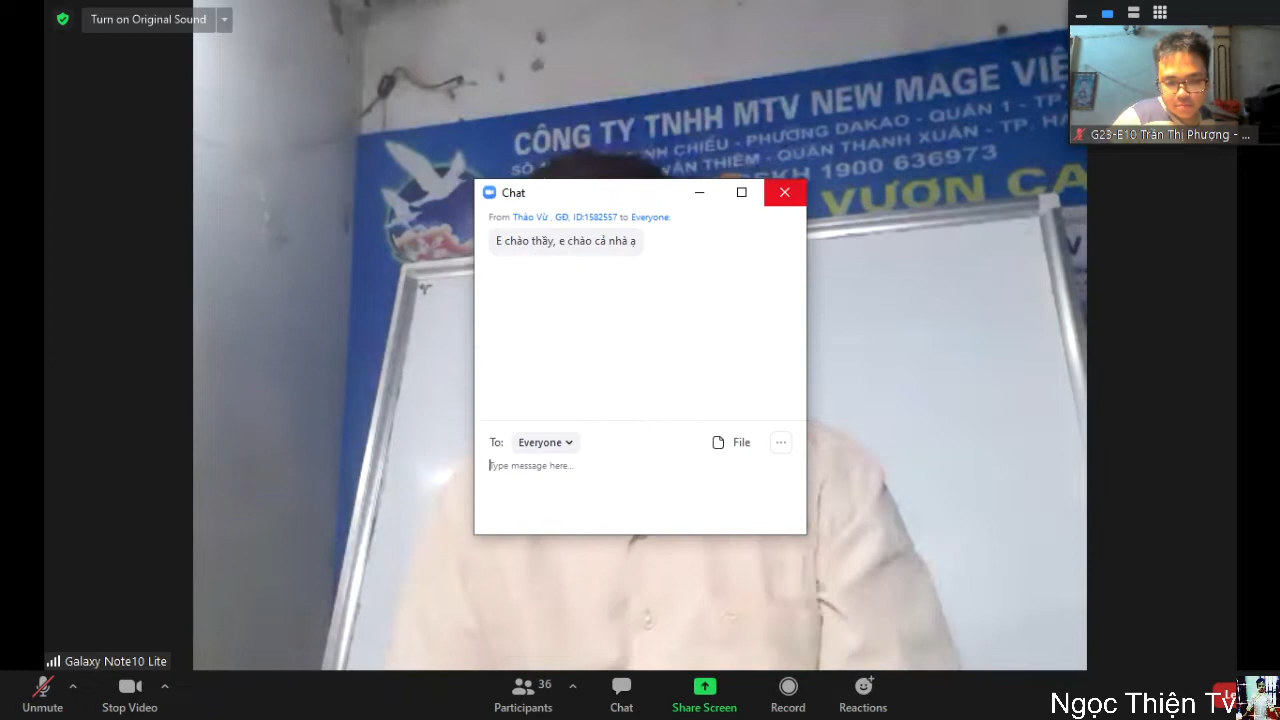 Turn on Original Sound
CÔNG TY TNHH MTV NEW MAGE VIỆ
NH CHIỂU - PHƯỜNG DAKAO - QUẬN 1 - TP.
THIÊM - QUẬN THANH XUÂN - TP. HÀ
1900 636973
VƯƠN CA
G23-E10 Trần Thị Phượng - ...
Chat
From Thảo Vừ , GĐ, ID:1582557 to Everyone:
E chào thầy, e chào cả nhà ạ
To: Everyone
File
Type message here...
Galaxy Note10 Lite
Unmute
Stop Video
Participants
36
Chat
Share Screen
Record
Reactions
Ngọc Thiện Tv